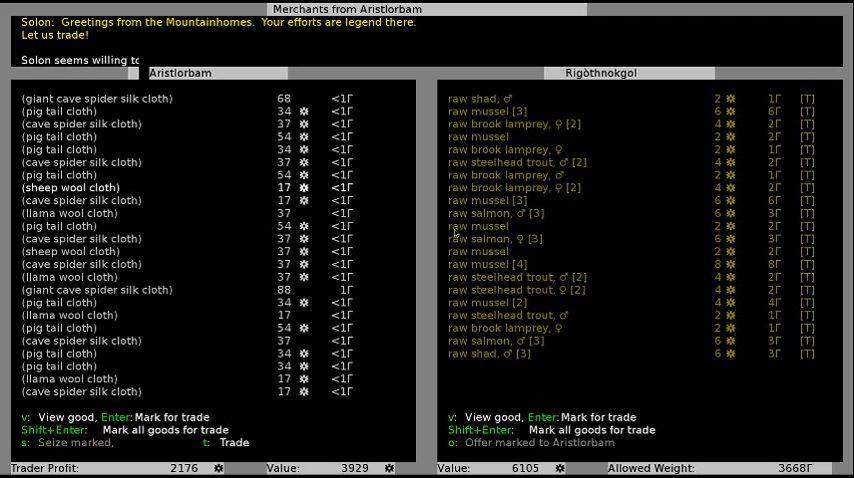 Merchants from Aristlorbam
Solon: Greetings from the Mountainhomes. Your efforts are legend there.
Let us trade!
Solon seems willing to
Aristlorbam
(giant cave spider silk cloth) 68 ☼ <1Γ
(pig tail cloth) 34 ☼ <1Γ
(cave spider silk cloth) 37 ☼ <1Γ
(pig tail cloth) 54 ☼ <1Γ
(pig tail cloth) 34 ☼ <1Γ
(cave spider silk cloth) 37 ☼ <1Γ
(pig tail cloth) 54 ☼ <1Γ
(sheep wool cloth) 17 ☼ <1Γ
(cave spider silk cloth) 17 ☼ <1Γ
(llama wool cloth) 37 <1Γ
(pig tail cloth) 54 ☼ <1Γ
(cave spider silk cloth) 37 ☼ <1Γ
(sheep wool cloth) 37 ☼ <1Γ
(cave spider silk cloth) 37 ☼ <1Γ
(llama wool cloth) 37 ☼ <1Γ
(giant cave spider silk cloth) 88 1Γ
(pig tail cloth) 34 ☼ <1Γ
(llama wool cloth) 17 <1Γ
(pig tail cloth) 54 ☼ <1Γ
(cave spider silk cloth) 37 <1Γ
(pig tail cloth) 34 ☼ <1Γ
(pig tail cloth) 34 ☼ <1Γ
(llama wool cloth) 17 ☼ <1Γ
(cave spider silk cloth) 17 ☼ <1Γ
v: View good, Enter: Mark for trade
Shift+Enter: Mark all goods for trade
s: Seize marked, t: Trade
Trader Profit: 2176 ☼ Value: 3929 ☼
Rigòthnokgol
raw shad, ♂ 2 ☼ 1Γ [T]
raw mussel [3] 6 ☼ 6Γ [T]
raw brook lamprey, ♀ [2] 4 ☼ 2Γ [T]
raw mussel 2 ☼ 2Γ [T]
raw brook lamprey, ♀ 2 ☼ 1Γ [T]
raw steelhead trout, ♂ [2] 4 ☼ 2Γ [T]
raw brook lamprey, ♂ 2 ☼ 1Γ [T]
raw brook lamprey, ♀ [2] 4 ☼ 2Γ [T]
raw mussel [3] 6 ☼ 6Γ [T]
raw salmon, ♂ [3] 6 ☼ 3Γ [T]
raw mussel 2 ☼ 2Γ [T]
raw salmon, ♀ [3] 6 ☼ 3Γ [T]
raw mussel 2 ☼ 2Γ [T]
raw mussel [4] 8 ☼ 8Γ [T]
raw steelhead trout, ♂ [2] 4 ☼ 2Γ [T]
raw steelhead trout, ♀ [2] 4 ☼ 2Γ [T]
raw mussel [2] 4 ☼ 4Γ [T]
raw steelhead trout, ♂ 2 ☼ 1Γ [T]
raw brook lamprey, ♀ 2 ☼ 1Γ [T]
raw salmon, ♂ [3] 6 ☼ 3Γ [T]
raw shad, ♂ [3] 6 ☼ 3Γ [T]
v: View good, Enter: Mark for trade
Shift+Enter: Mark all goods for trade
o: Offer marked to Aristlorbam
Value: 6105 ☼ Allowed Weight: 3668Γ